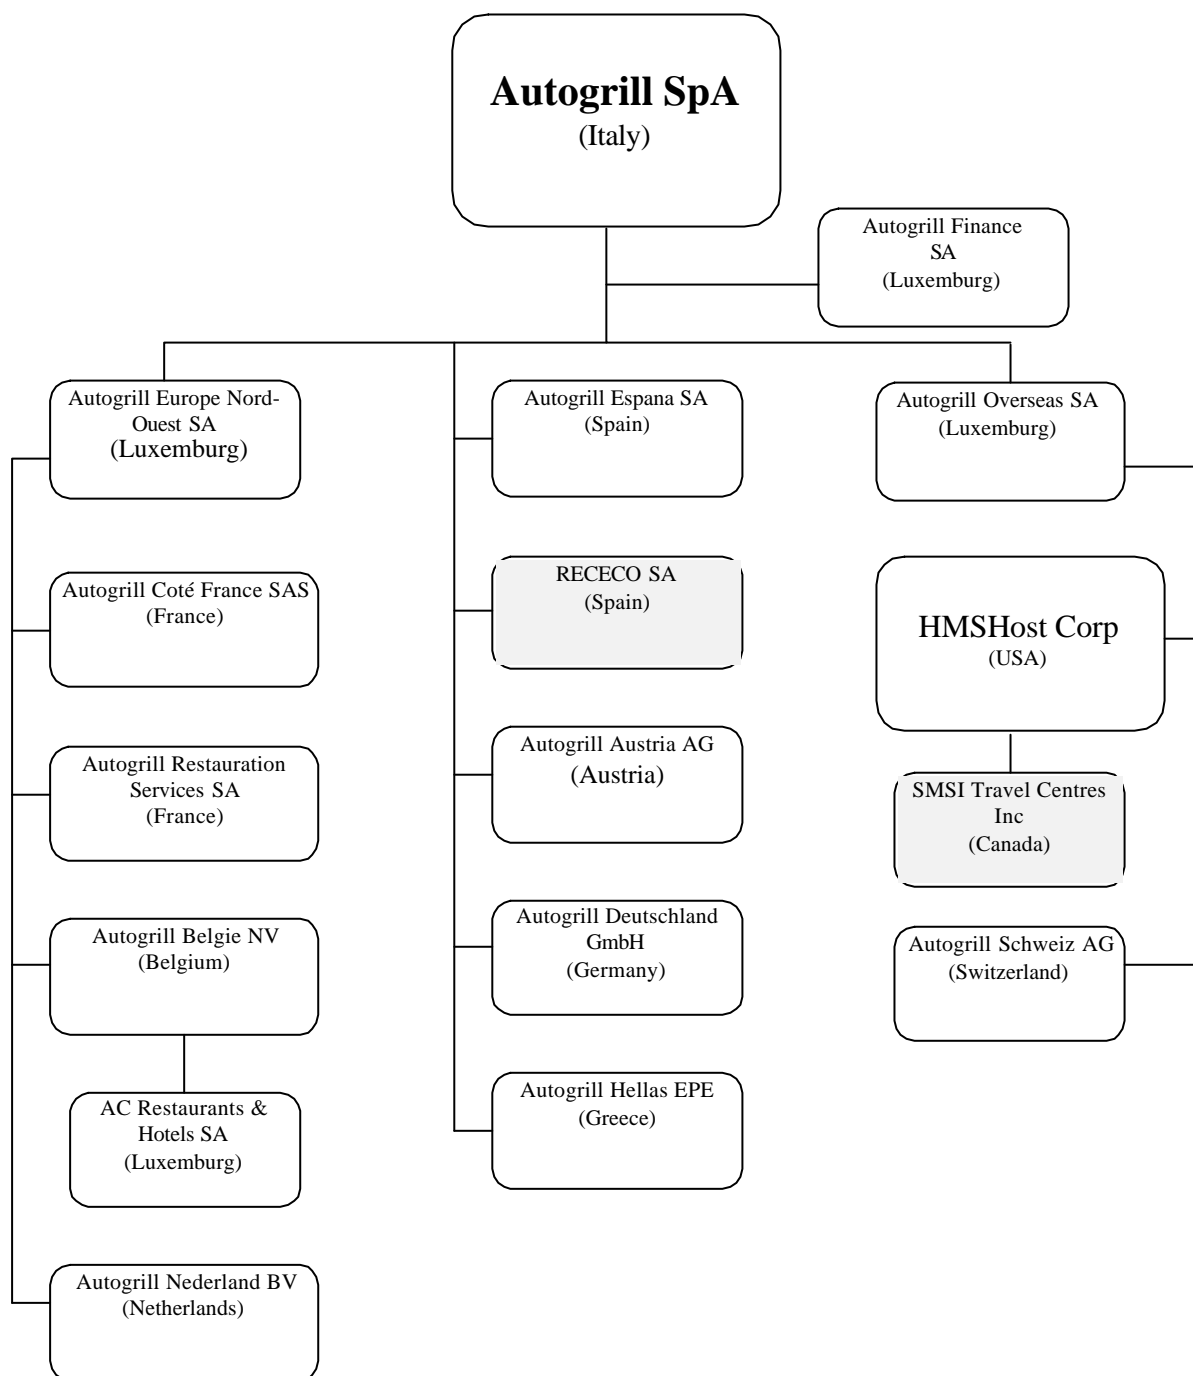 Autogrill SpA
(Italy)
Autogrill Finance
SA
(Luxemburg)
Autogrill Europe Nord-
Ouest SA
(Luxemburg)
Autogrill Coté France SAS
(France)
Autogrill Restauration
Services SA
(France)
Autogrill Belgie NV
(Belgium)
AC Restaurants &
Hotels SA
(Luxemburg)
Autogrill Nederland BV
(Netherlands)
Autogrill Espana SA
(Spain)
RECECO SA
(Spain)
Autogrill Austria AG
(Austria)
Autogrill Deutschland
GmbH
(Germany)
Autogrill Hellas EPE
(Greece)
Autogrill Overseas SA
(Luxemburg)
HMSHost Corp
(USA)
SMSI Travel Centres
Inc
(Canada)
Autogrill Schweiz AG
(Switzerland)